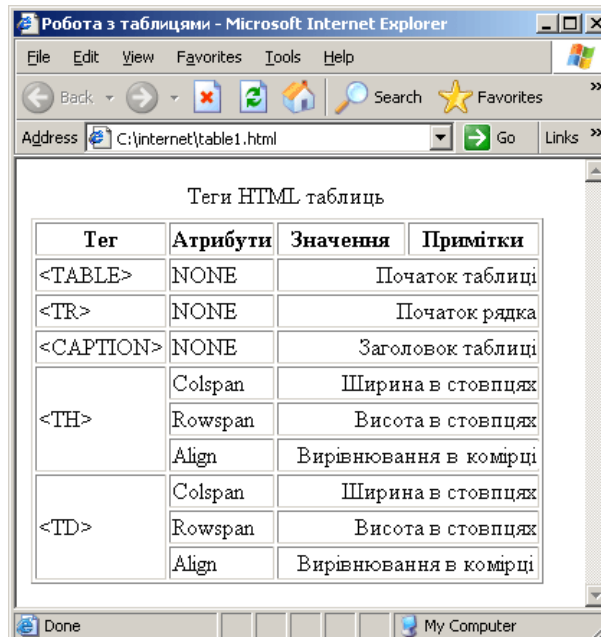 Робота з таблицями - Microsoft Internet Explorer
File Edit View Favorites Tools Help
Back Search Favorites »
Address C:\internet\table1.html Go Links »
Теги HTML таблиць
Тег Атрибути Значення Примітки
<TABLE> NONE Початок таблиці
<TR> NONE Початок рядка
<CAPTION> NONE Заголовок таблиці
<TH> Colspan Ширина в стовпцях
Rowspan Висота в стовпцях
Align Вирівнювання в комірці
<TD> Colspan Ширина в стовпцях
Rowspan Висота в стовпцях
Align Вирівнювання в комірці
Done My Computer